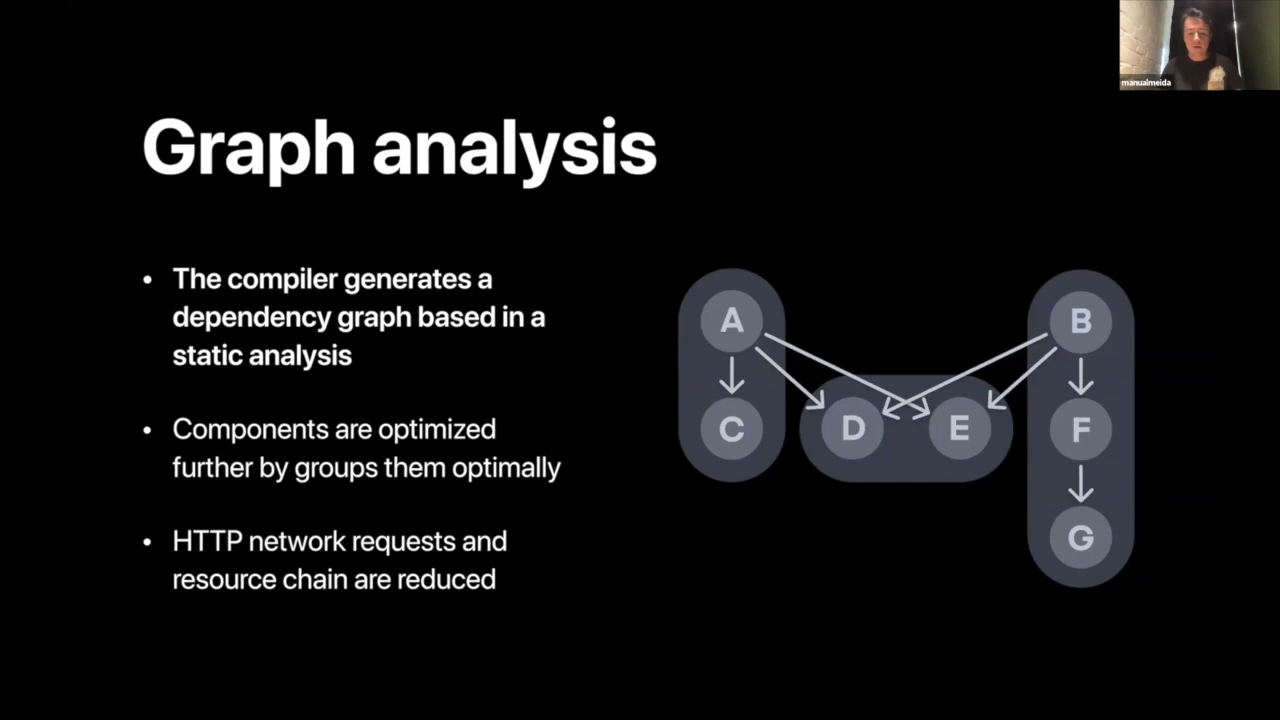 manualmeida
Graph analysis
• The compiler generates a
dependency graph based in a
static analysis
• Components are optimized
further by groups them optimally
• HTTP network requests and
resource chain are reduced
A
B
C
D
E
F
G